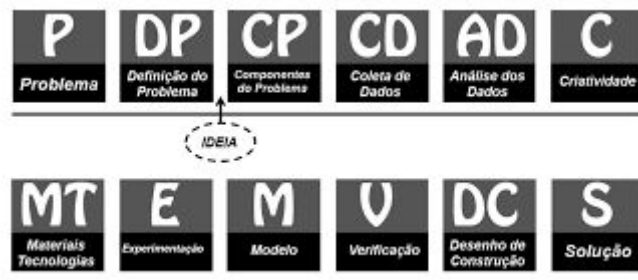 P DP CP CD AD C
Problema
Definição do
Problema
Componentes
do Problema
Coleta de
Dados
Análise dos
Dados
Criatividade
IDEIA
MT E M V DC S
Materiais
Tecnologias
Experimentação
Modelo
Verificação
Desenho de
Construção
Solução